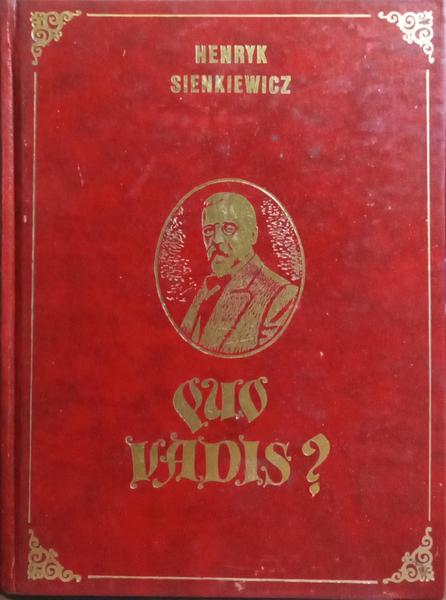 HENRYK
SIENKIEWICZ
QUO
VADIS?